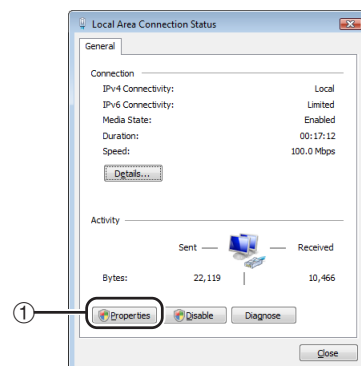 Local Area Connection Status
General
Connection
IPv4 Connectivity: Local
IPv6 Connectivity: Limited
Media State: Enabled
Duration: 00:17:12
Speed: 100.0 Mbps
Details...
Activity
Sent — — Received
Bytes: 22,119 | 10,466
1 Properties Disable Diagnose
Close